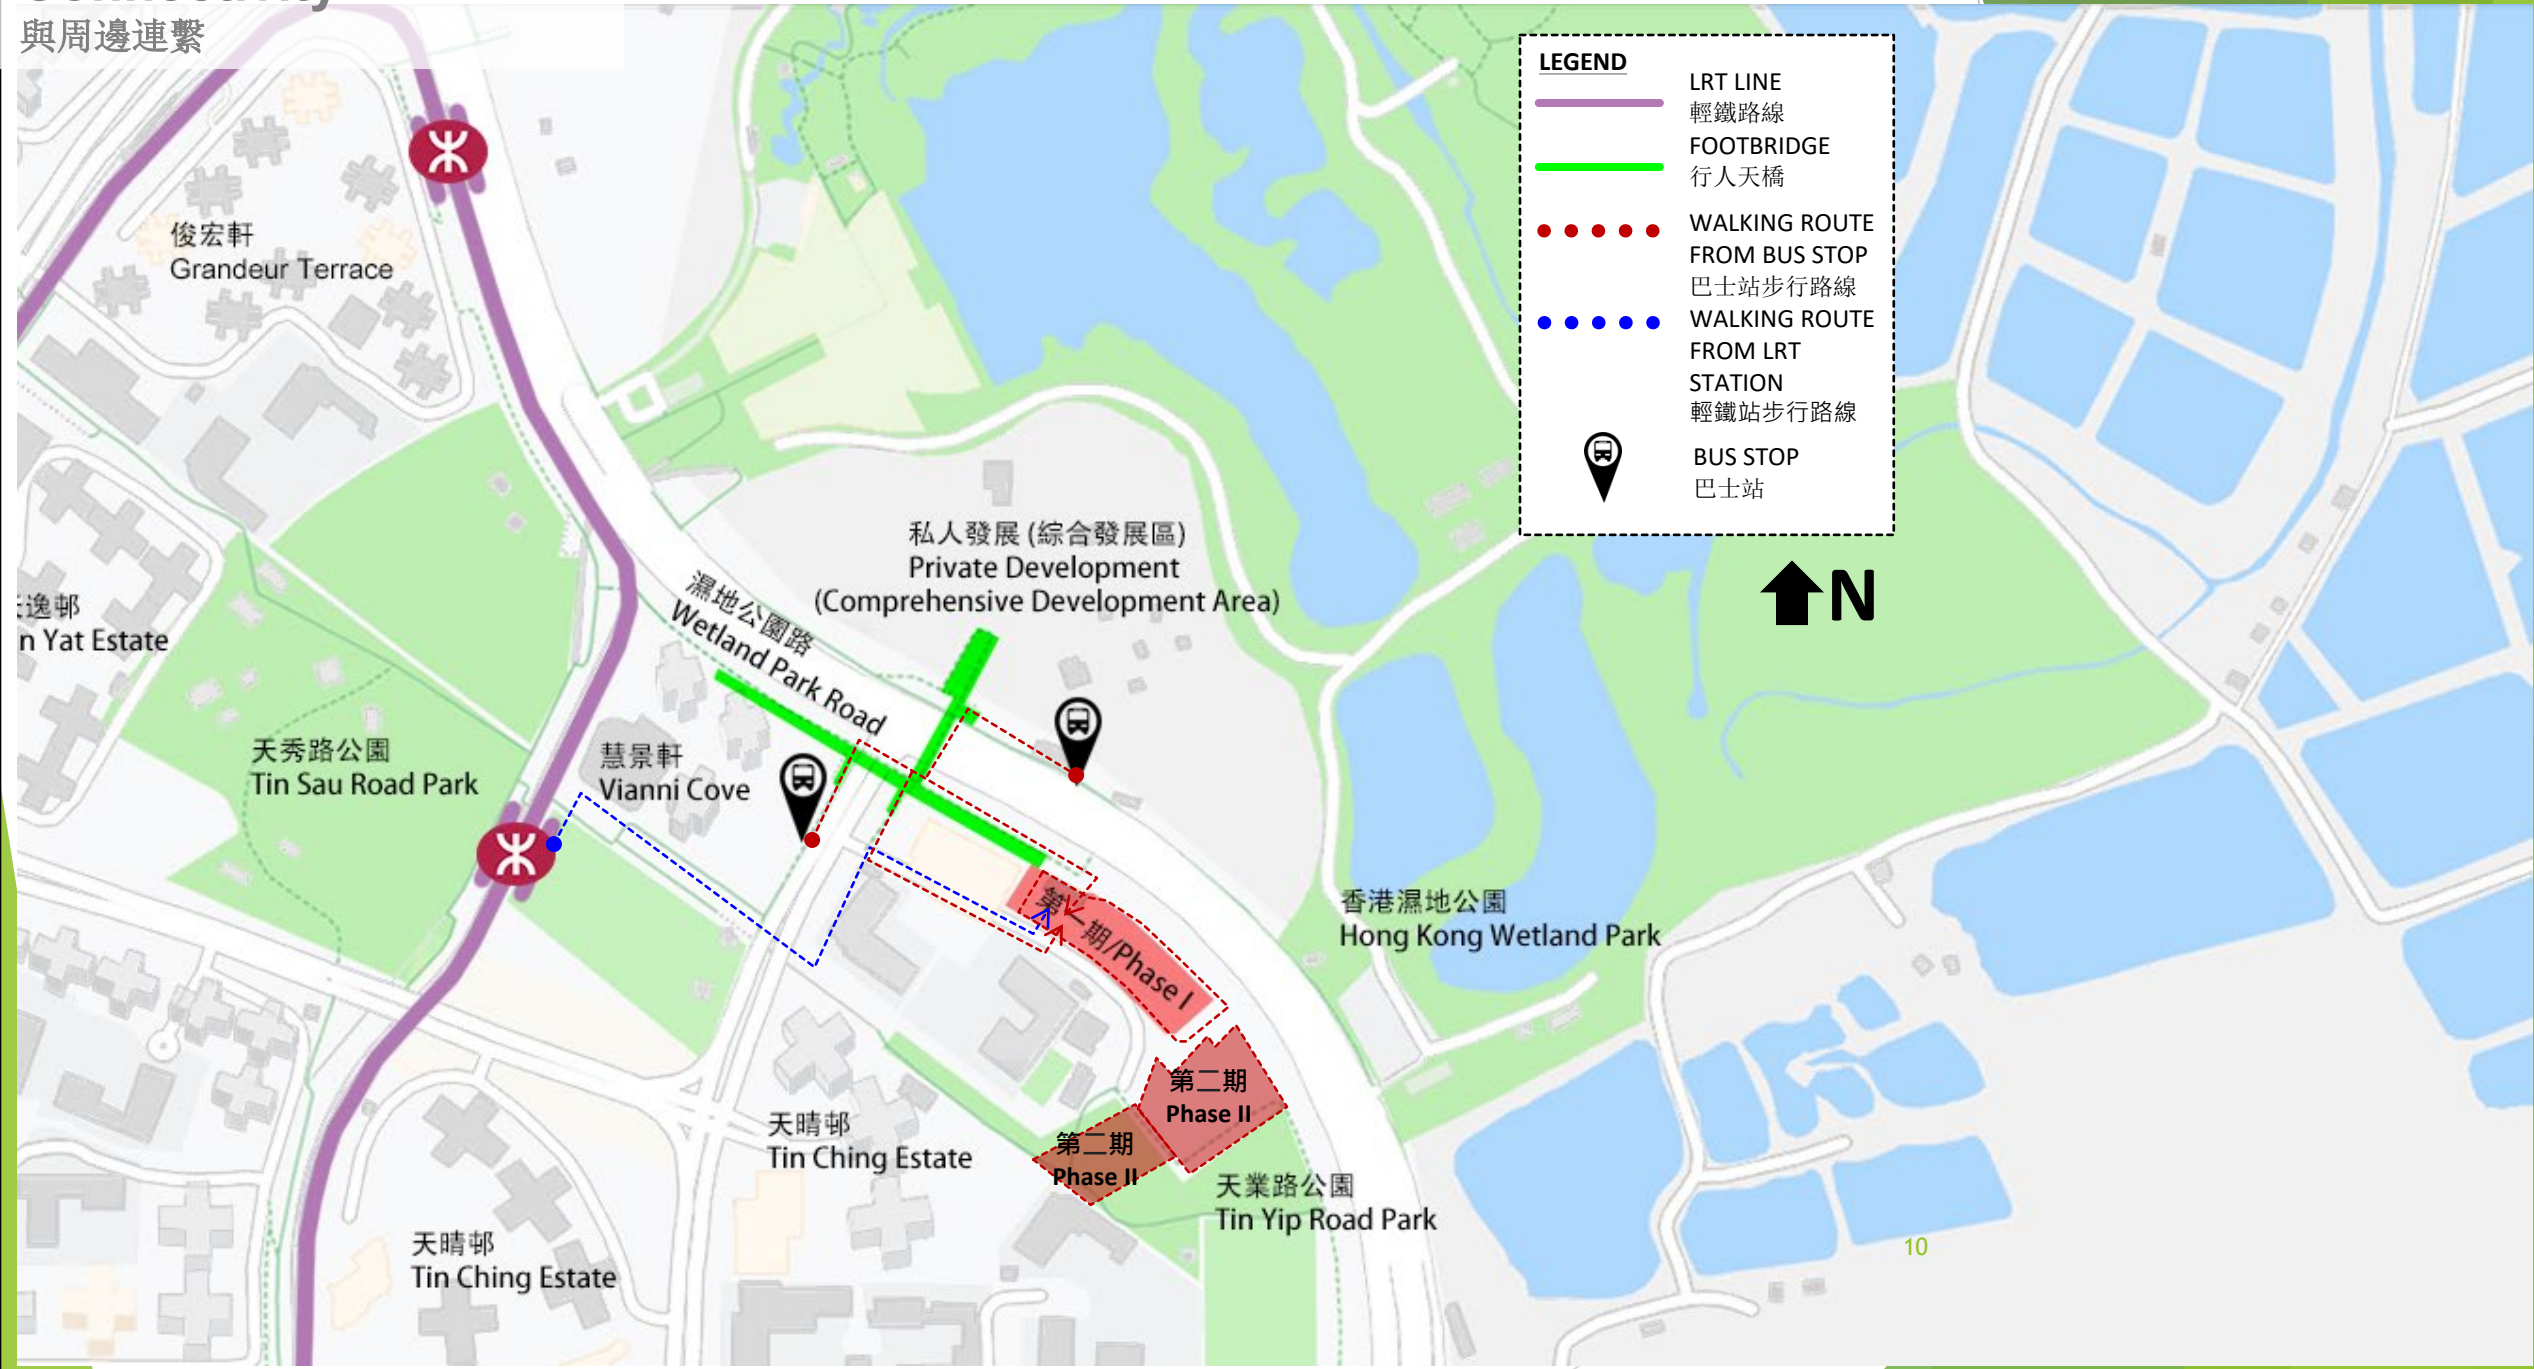 與周邊連繫
LEGEND
LRT LINE
輕鐵路線
FOOTBRIDGE
行人天橋
WALKING ROUTE
FROM BUS STOP
巴士站步行路線
WALKING ROUTE
FROM LRT
STATION
輕鐵站步行路線
BUS STOP
巴士站
N
俊宏軒
Grandeur Terrace
私人發展 (綜合發展區)
Private Development
(Comprehensive Development Area)
濕地公園路
Wetland Park Road
逸邨
n Yat Estate
天秀路公園
Tin Sau Road Park
慧景軒
Vianni Cove
香港濕地公園
Hong Kong Wetland Park
第一期/Phase I
第二期
Phase II
第二期
Phase II
天晴邨
Tin Ching Estate
天業路公園
Tin Yip Road Park
天晴邨
Tin Ching Estate
10